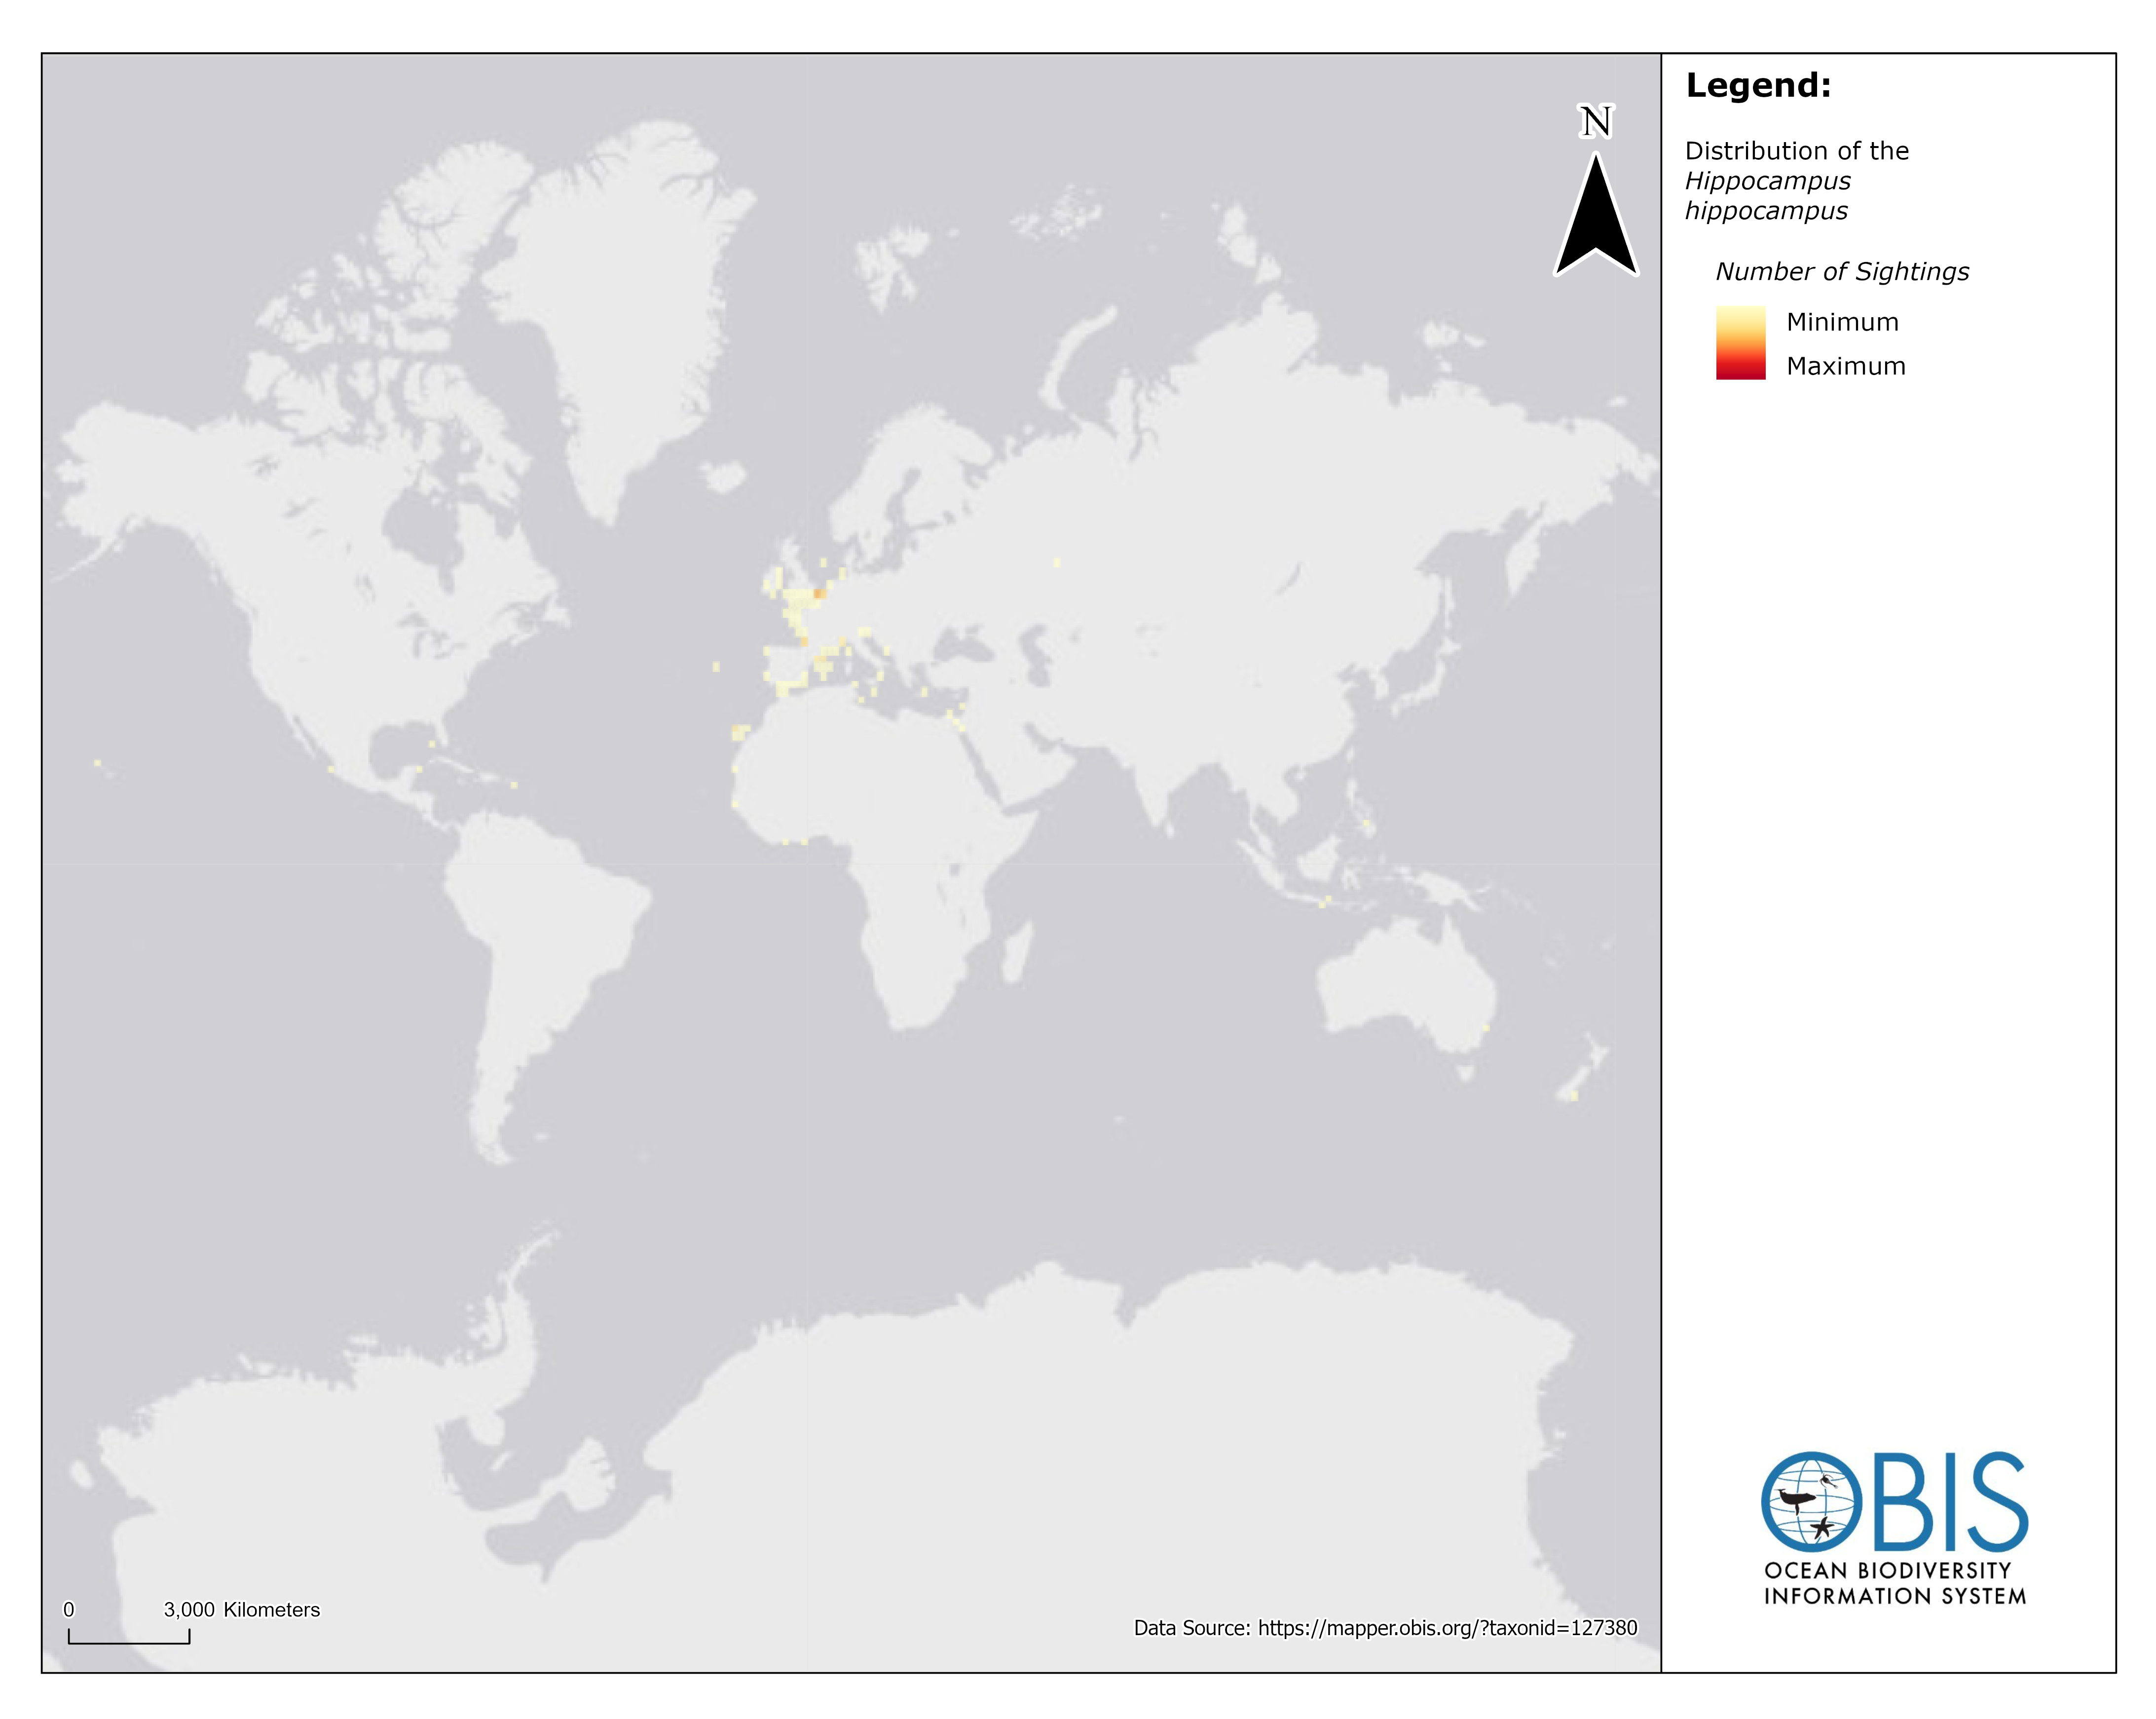 Legend:
Distribution of the
Hippocampus
hippocampus
Number of Sightings
Minimum
Maximum
N
0 3,000 Kilometers
Data Source: https://mapper.obis.org/?taxonid=127380
OBIS
OCEAN BIODIVERSITY
INFORMATION SYSTEM